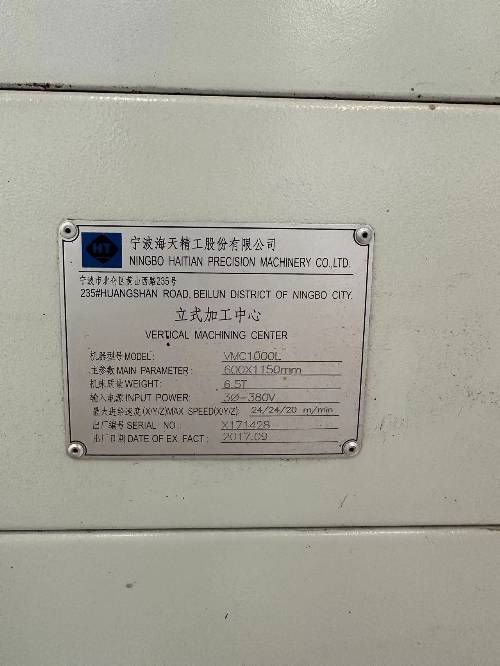 HT
宁波海天精工股份有限公司
NINGBO HAITIAN PRECISION MACHINERY CO.,LTD.
宁波市北仑区黄山西路235号
235#HUANGSHAN ROAD, BEILUN DISTRICT OF NINGBO CITY.
立式加工中心
VERTICAL MACHINING CENTER
机器型号MODEL: VMC1000L
主参数MAIN PARAMETER: 600X1150mm
机床质量WEIGHT: 6.5T
输入电源INPUT POWER: 3Ø-380V
最大进给速度(X/Y/Z)MAX SPEED(X/Y/Z): 24/24/20 m/min
出厂编号SERIAL NO: X171428
出厂日期DATE OF EX FACT: 2017.09